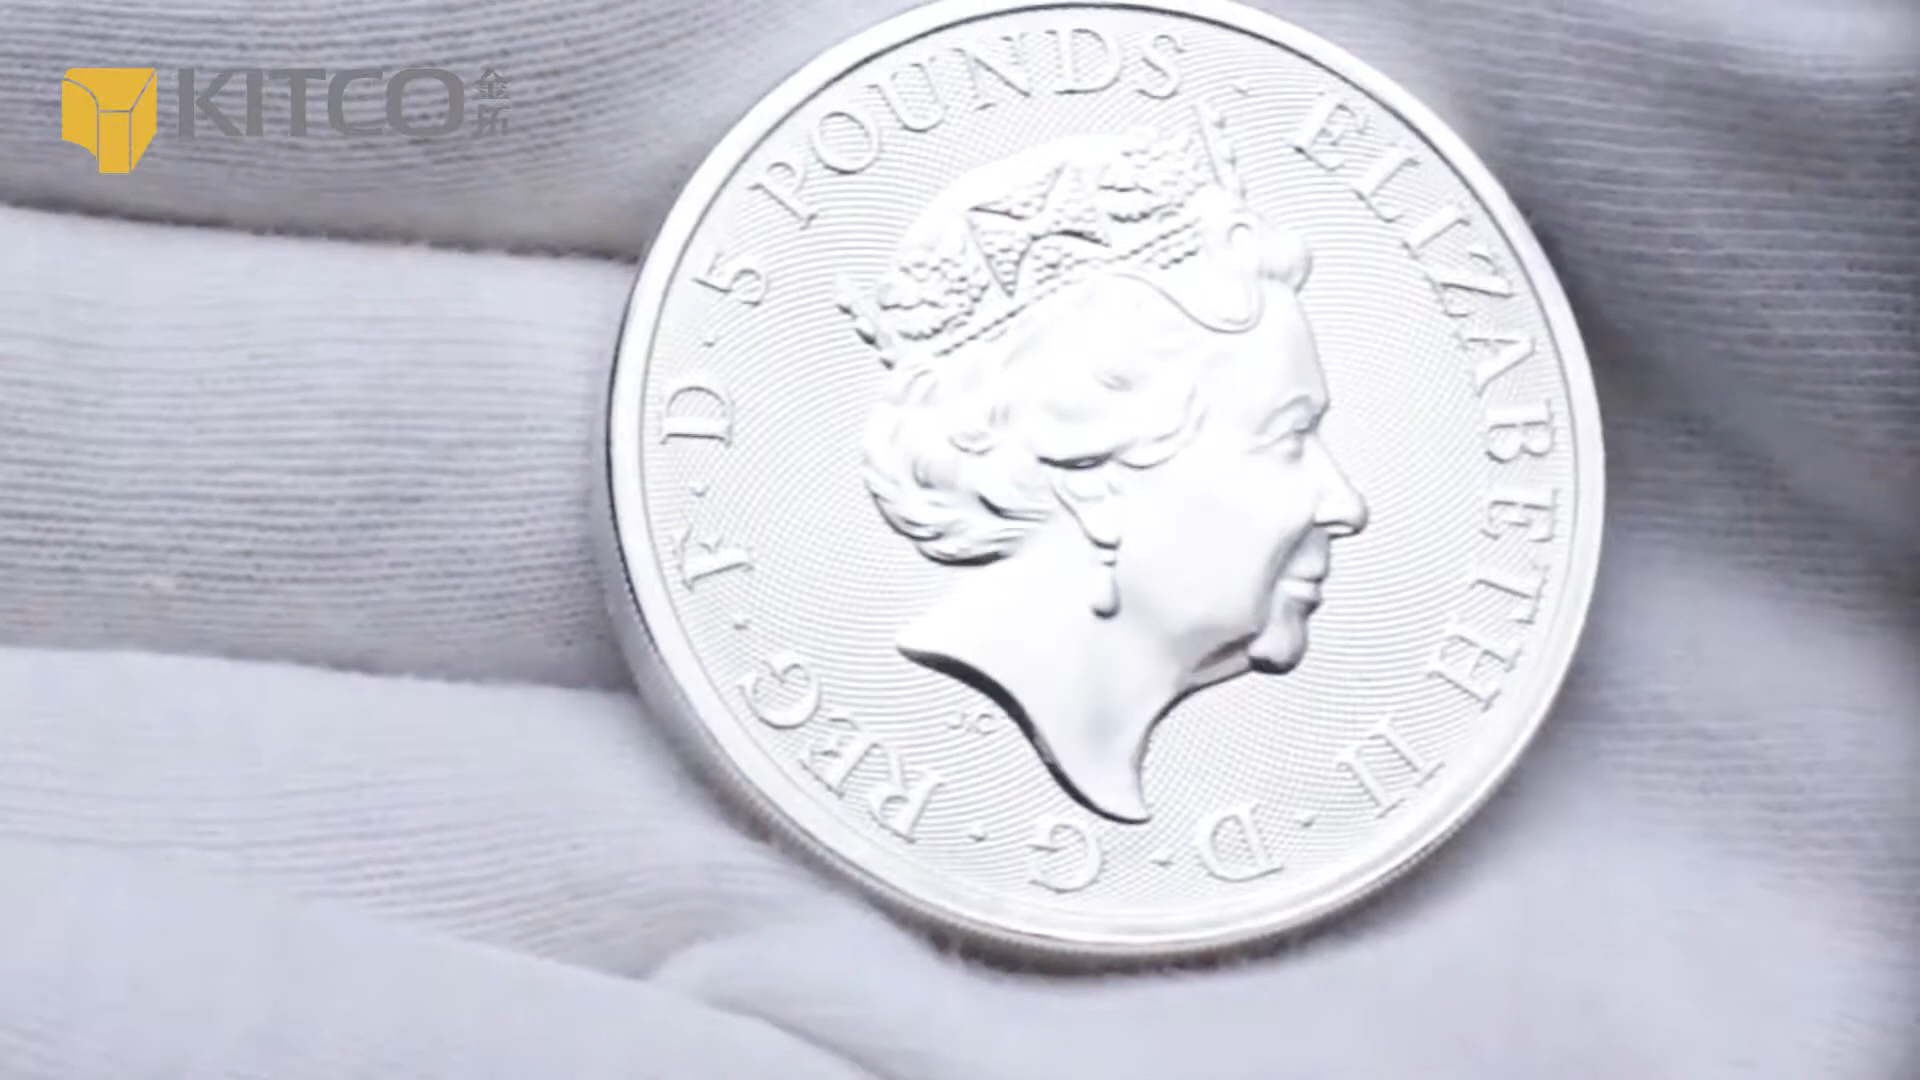 KITCO 金拓
ELIZABETH II · D · G · REG · F · D · 5 POUNDS ·
JC